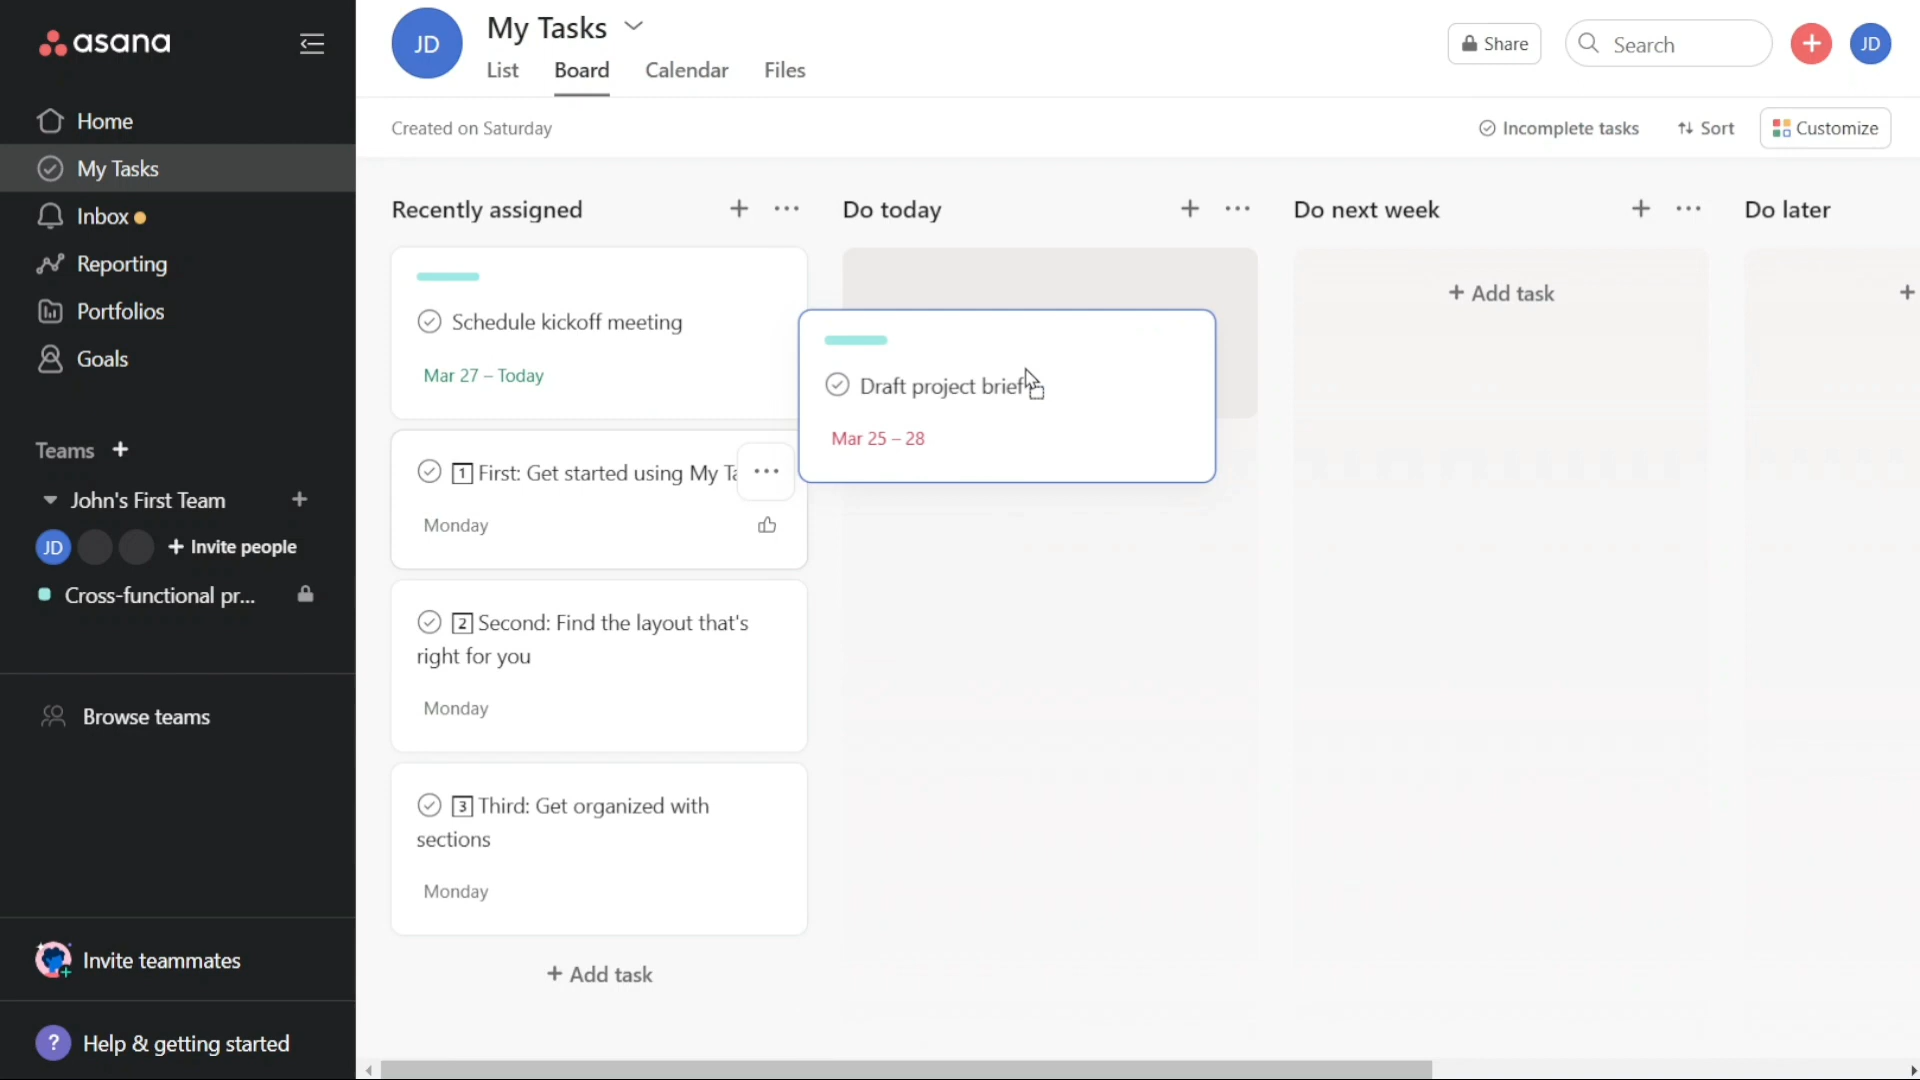 asana
Home
My Tasks
Inbox
Reporting
Portfolios
Goals
Teams +
John's First Team +
JD + Invite people
Cross-functional pr...
Browse teams
Invite teammates
? Help & getting started
JD
My Tasks
List Board Calendar Files
Share
Search
+
JD
Created on Saturday
Incomplete tasks
Sort
Customize
Recently assigned + ...
Schedule kickoff meeting
Mar 27 – Today
1 First: Get started using My Ta
...
Monday
2 Second: Find the layout that's
right for you
Monday
3 Third: Get organized with
sections
Monday
+ Add task
Do today + ...
Draft project brief
Mar 25 – 28
Do next week + ...
+ Add task
Do later
+